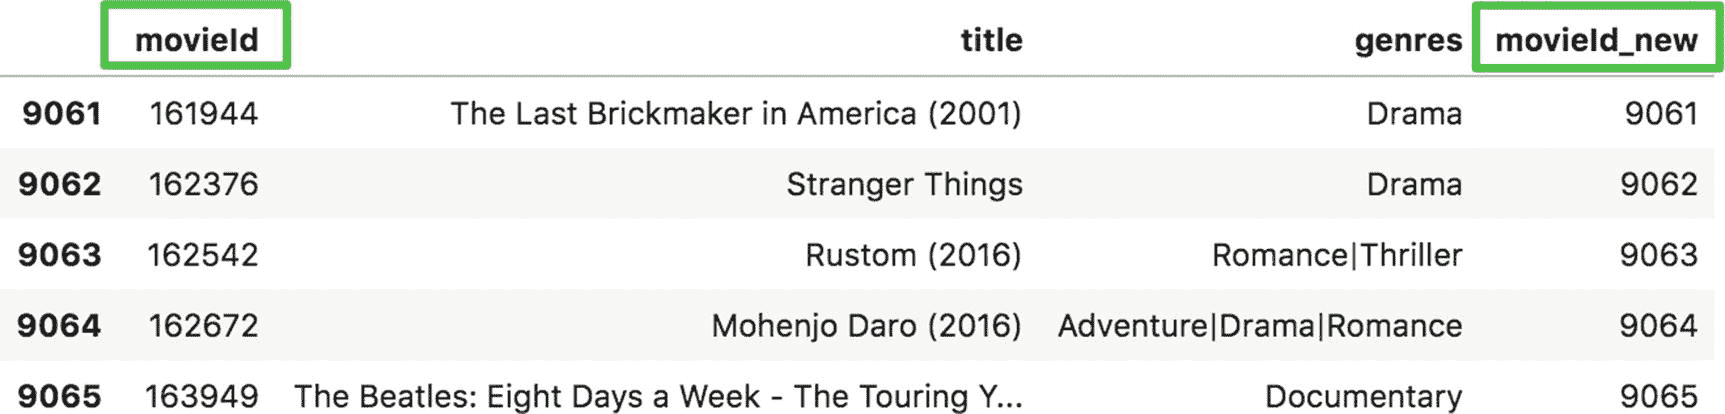 movieId title genres movieId_new
9061 161944 The Last Brickmaker in America (2001) Drama 9061
9062 162376 Stranger Things Drama 9062
9063 162542 Rustom (2016) Romance|Thriller 9063
9064 162672 Mohenjo Daro (2016) Adventure|Drama|Romance 9064
9065 163949 The Beatles: Eight Days a Week - The Touring Y... Documentary 9065